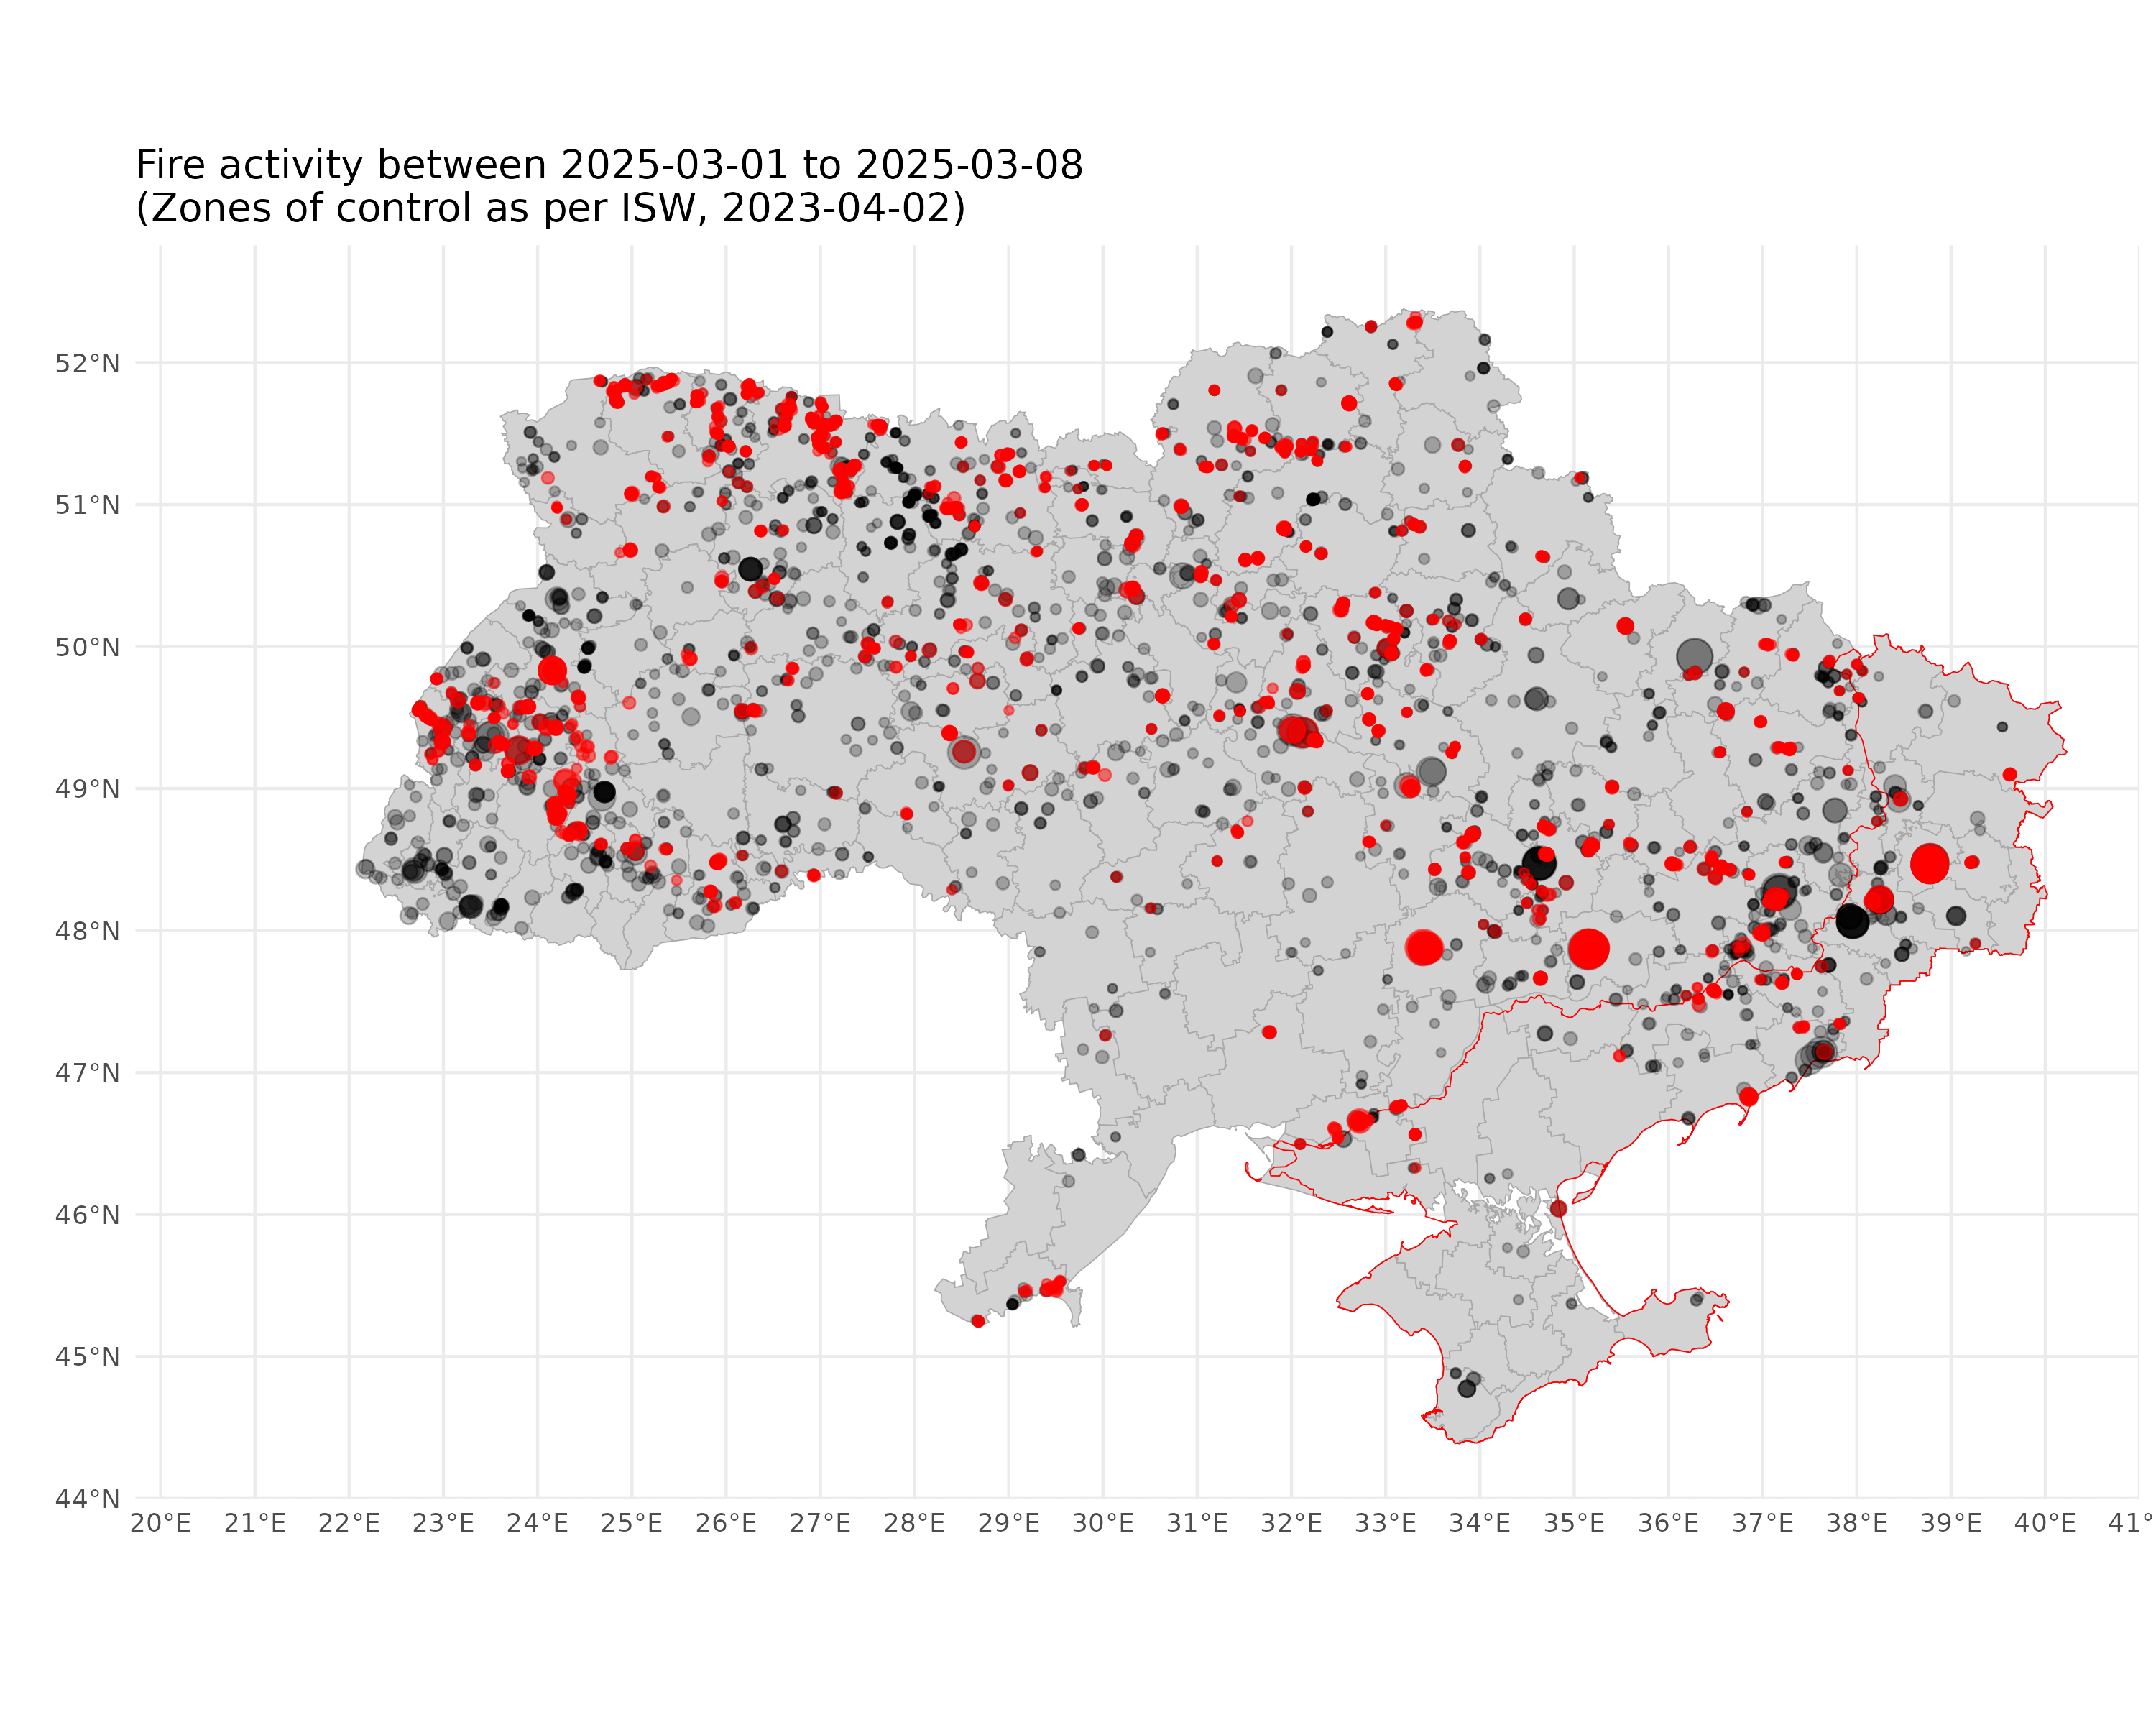 Fire activity between 2025-03-01 to 2025-03-08
(Zones of control as per ISW, 2023-04-02)
52°N
51°N
50°N
49°N
48°N
47°N
46°N
45°N
44°N
20°E 21°E 22°E 23°E 24°E 25°E 26°E 27°E 28°E 29°E 30°E 31°E 32°E 33°E 34°E 35°E 36°E 37°E 38°E 39°E 40°E 41°